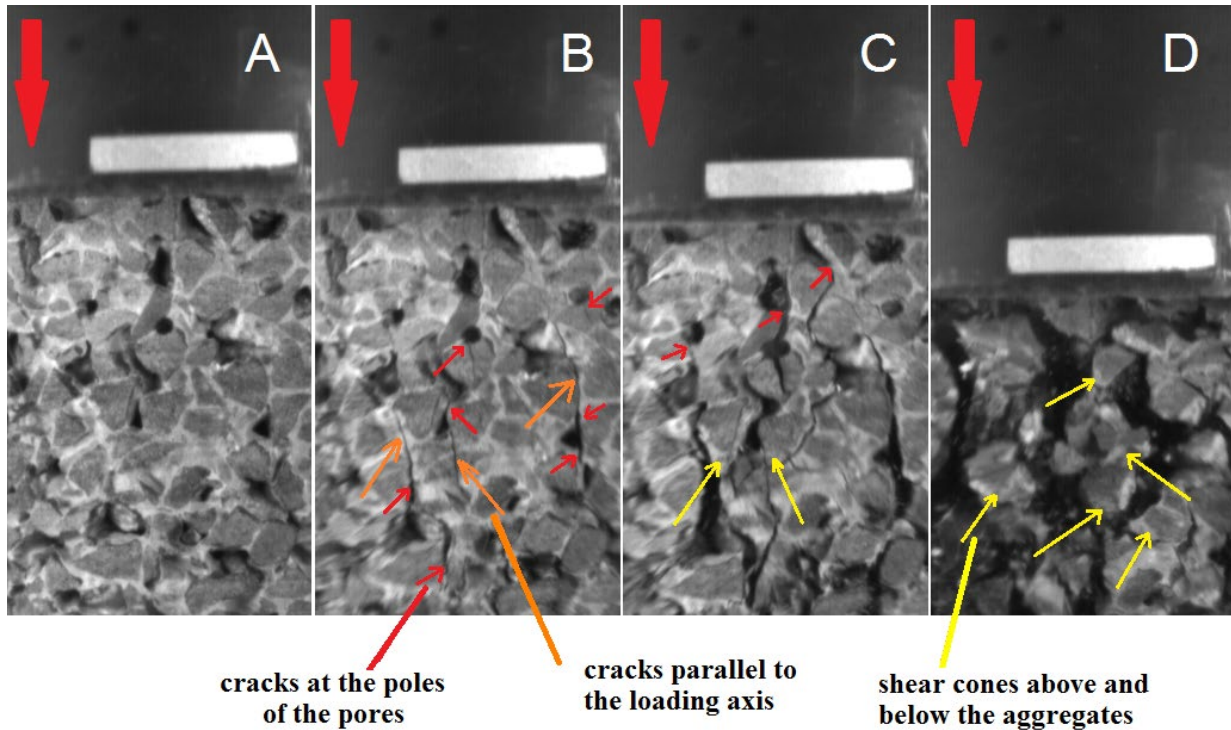 A
B
C
D
cracks at the poles
of the pores
cracks parallel to
the loading axis
shear cones above and
below the aggregates